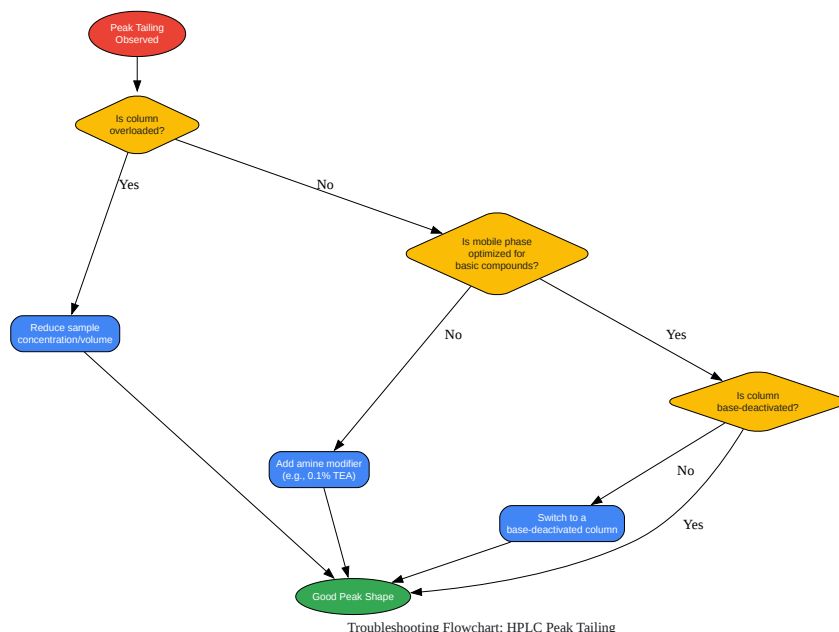 Peak Tailing
Observed
Is column
overloaded?
Yes
No
Is mobile phase
optimized for
basic compounds?
Reduce sample
concentration/volume
No
Yes
Is column
base-deactivated?
Add amine modifier
(e.g., 0.1% TEA)
No
Switch to a
base-deactivated column
Yes
Good Peak Shape
Troubleshooting Flowchart: HPLC Peak Tailing